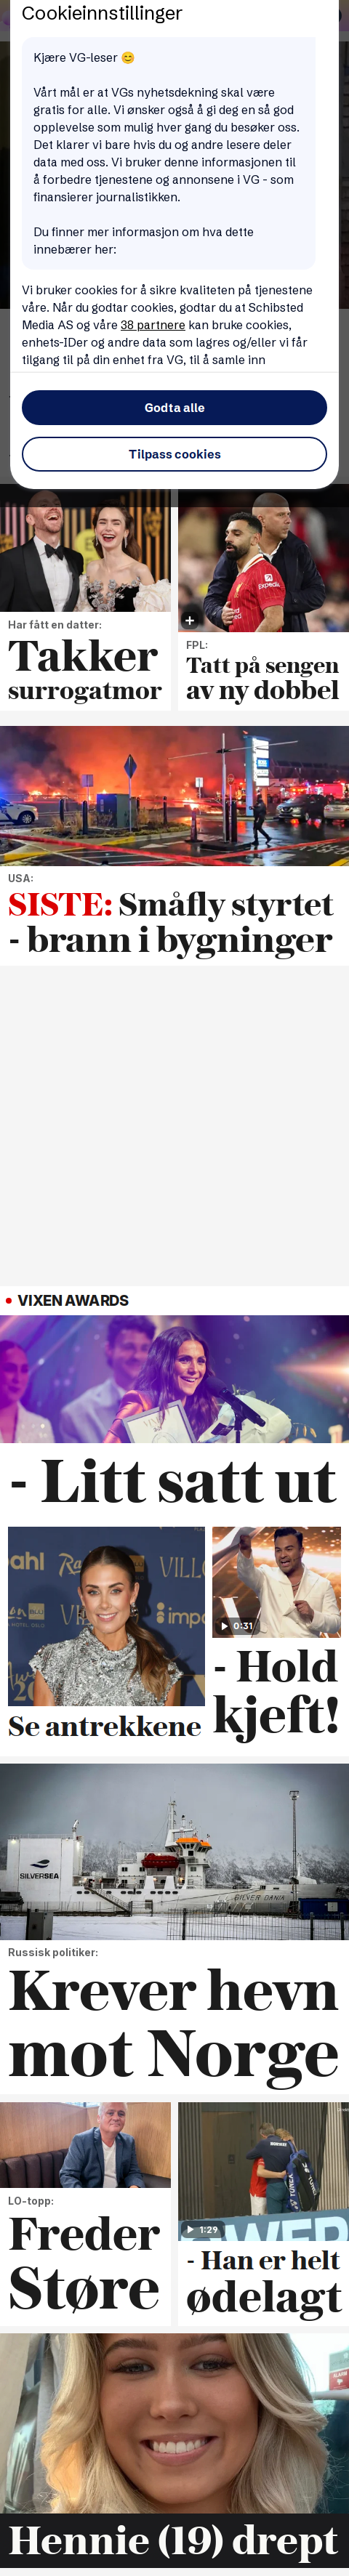 Cookieinnstillinger
Kjære VG-leser 😊
Vårt mål er at VGs nyhetsdekning skal være
gratis for alle. Vi ønsker også å gi deg en så god
opplevelse som mulig hver gang du besøker oss.
Det klarer vi bare hvis du og andre lesere deler
data med oss. Vi bruker denne informasjonen til
å forbedre tjenestene og annonsene i VG - som
finansierer journalistikken.
Du finner mer informasjon om hva dette
innebærer her:
Vi bruker cookies for å sikre kvaliteten på tjenestene
våre. Når du godtar cookies, godtar du at Schibsted
Media AS og våre 38 partnere kan bruke cookies,
enhets-IDer og andre data som lagres og/eller vi får
tilgang til på din enhet fra VG, til å samle inn
Godta alle
Tilpass cookies
Har fått en datter:
Takker
surrogatmor
Expedia
FPL:
Tatt på sengen
av ny dobbel
USA:
SISTE: Småfly styrtet
- brann i bygninger
VIXEN AWARDS
- Litt satt ut
Se antrekkene
0:31
- Hold
kjeft!
SILVERSEA
SILVER DANIA
Russisk politiker:
Krever hevn
mot Norge
LO-topp:
Freder
Støre
1:29
- Han er helt
ødelagt
Hennie (19) drept